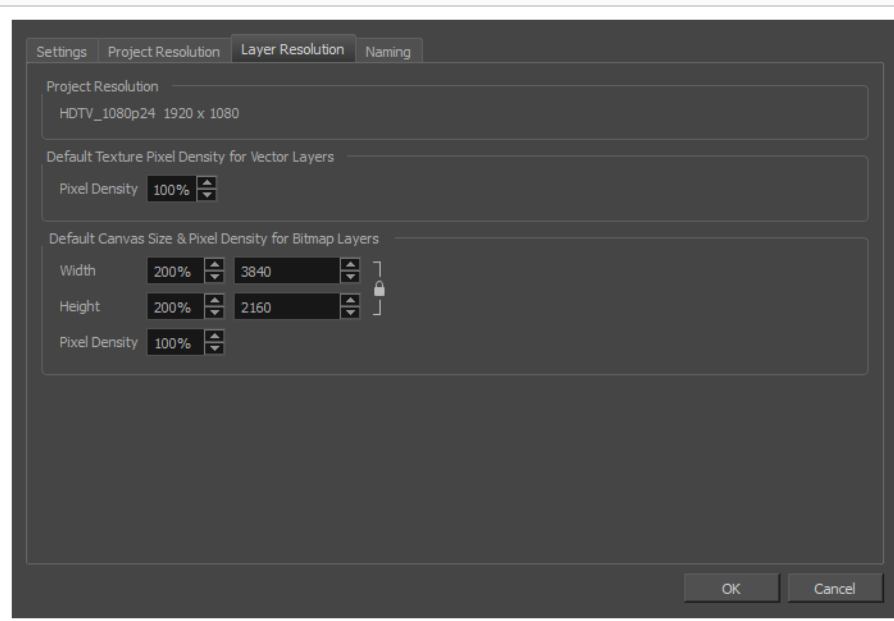 Settings Project Resolution Layer Resolution Naming
Project Resolution
HDTV_1080p24 1920 x 1080
Default Texture Pixel Density for Vector Layers
Pixel Density 100%
Default Canvas Size & Pixel Density for Bitmap Layers
Width 200% 3840
Height 200% 2160
Pixel Density 100%
OK Cancel